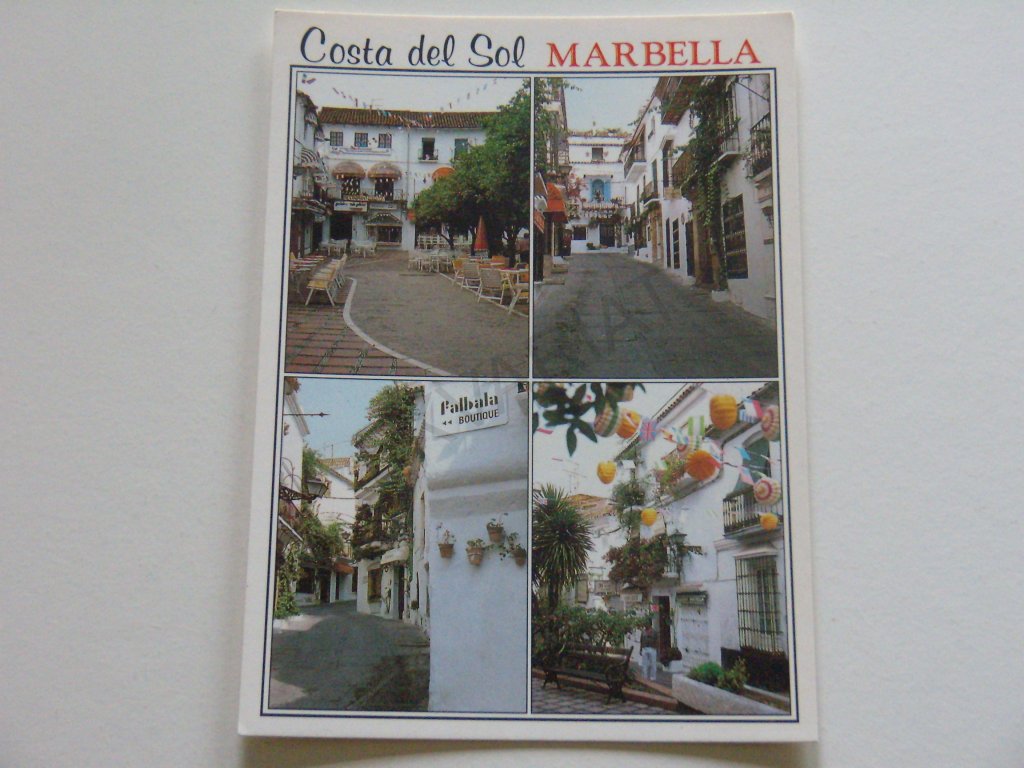 Costa del Sol MARBELLA
falbala
◄◄ BOUTIQUE